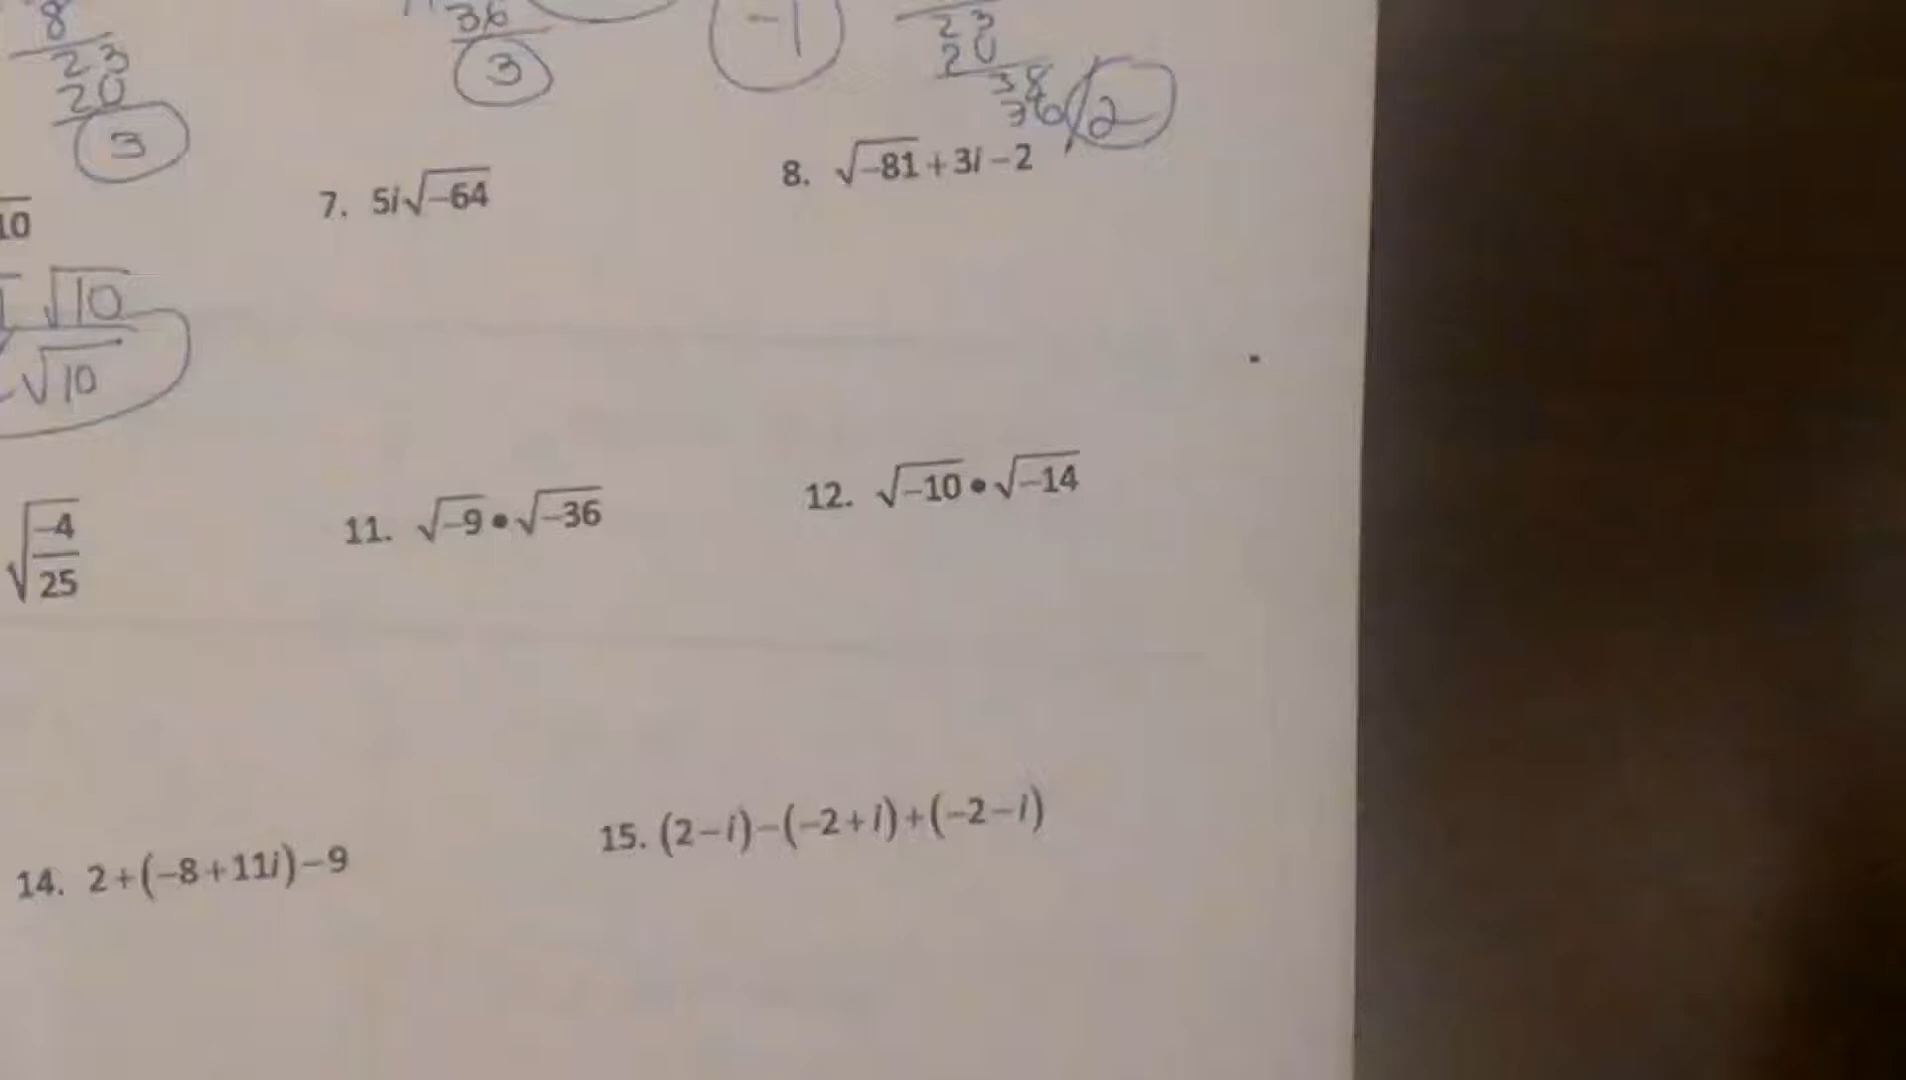 8
36
-1
23
23
20
20
3
38
36
2
3
7. 5i√-64
8. √-81 + 3i - 2
10
√10
√10
√-4/25
11. √-9 • √-36
12. √-10 • √-14
14. 2+(-8+11i)-9
15. (2-i)-(-2+i)+(-2-i)